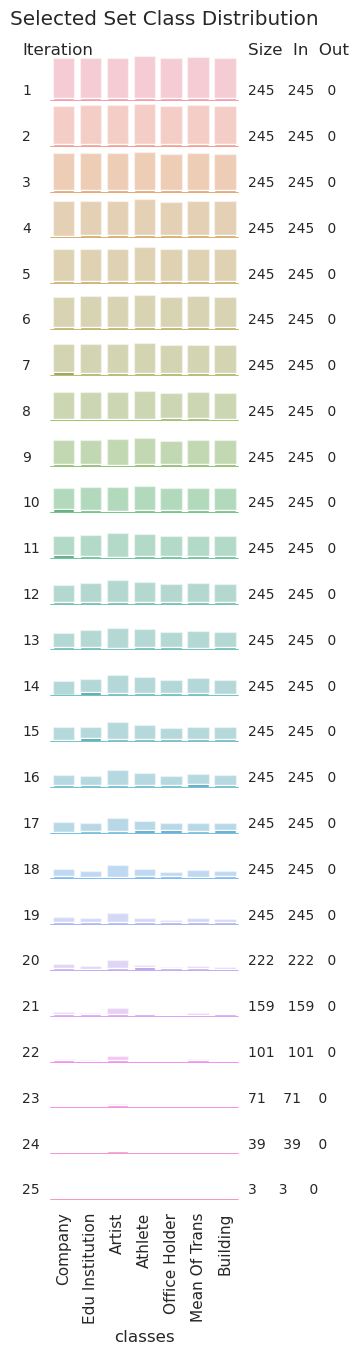 Selected Set Class Distribution
Iteration Size In Out
1 245 245 0
2 245 245 0
3 245 245 0
4 245 245 0
5 245 245 0
6 245 245 0
7 245 245 0
8 245 245 0
9 245 245 0
10 245 245 0
11 245 245 0
12 245 245 0
13 245 245 0
14 245 245 0
15 245 245 0
16 245 245 0
17 245 245 0
18 245 245 0
19 245 245 0
20 222 222 0
21 159 159 0
22 101 101 0
23 71 71 0
24 39 39 0
25 3 3 0
Company
Edu Institution
Artist
Athlete
Office Holder
Mean Of Trans
Building
classes